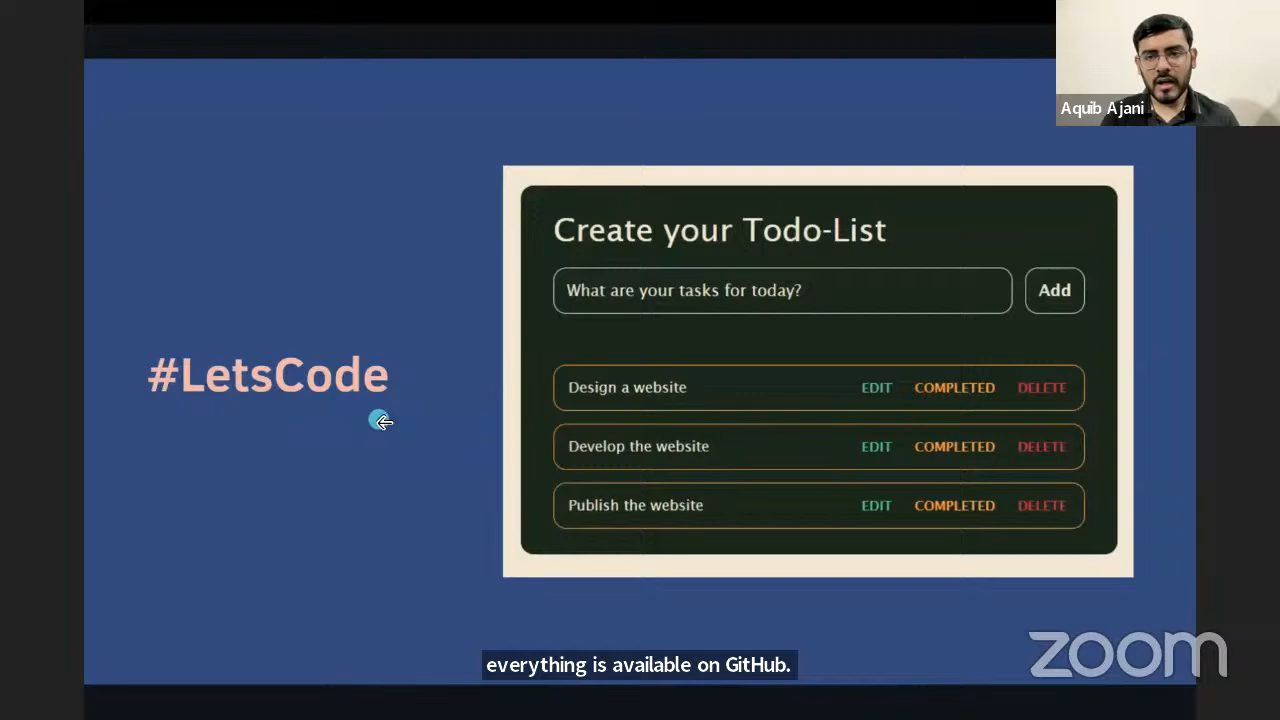 Aquib Ajani
Create your Todo-List
What are your tasks for today?
Add
#LetsCode
Design a website EDIT COMPLETED DELETE
Develop the website EDIT COMPLETED DELETE
Publish the website EDIT COMPLETED DELETE
everything is available on GitHub.
zoom